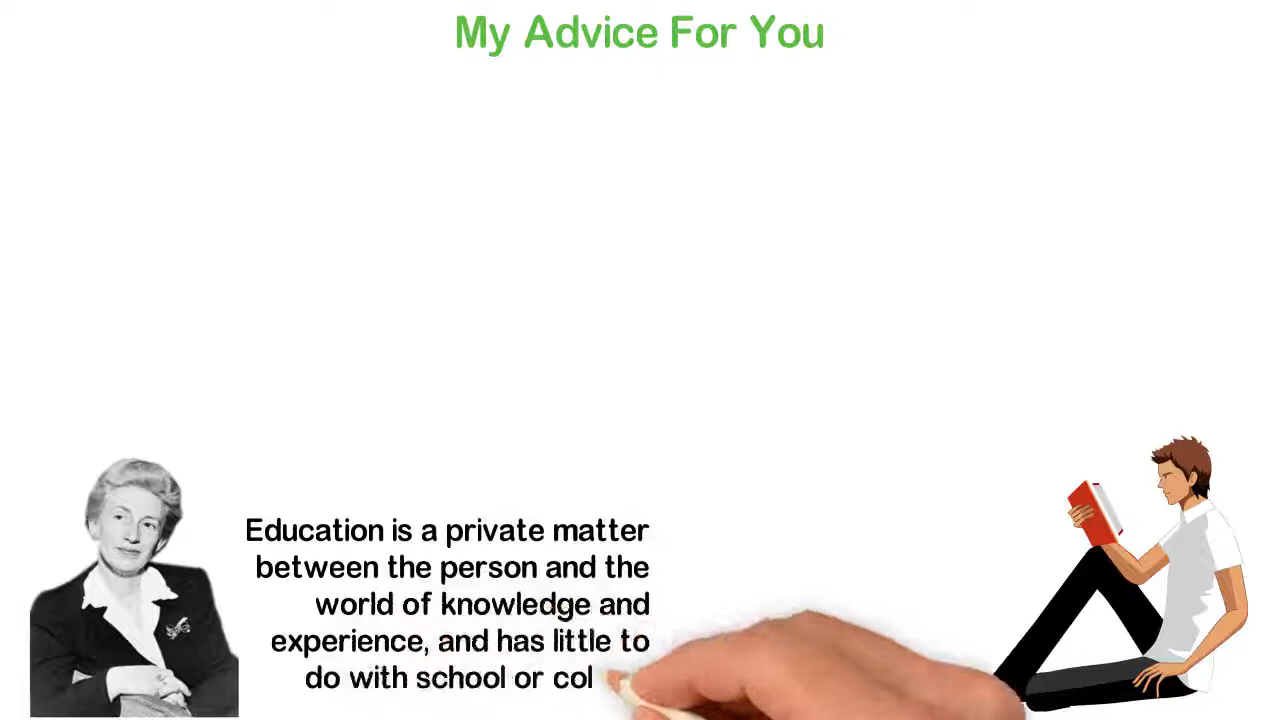 My Advice For You
Education is a private matter
between the person and the
world of knowledge and
experience, and has little to
do with school or col